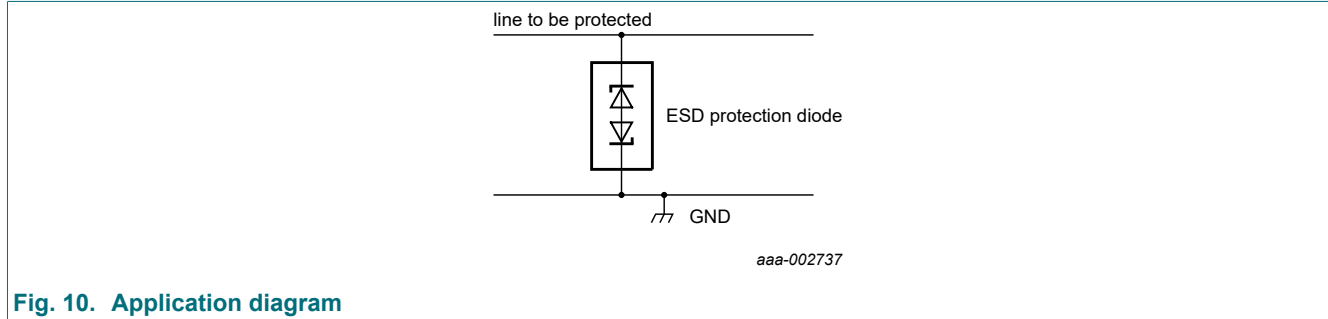 line to be protected
ESD protection diode
GND
aaa-002737
Fig. 10. Application diagram